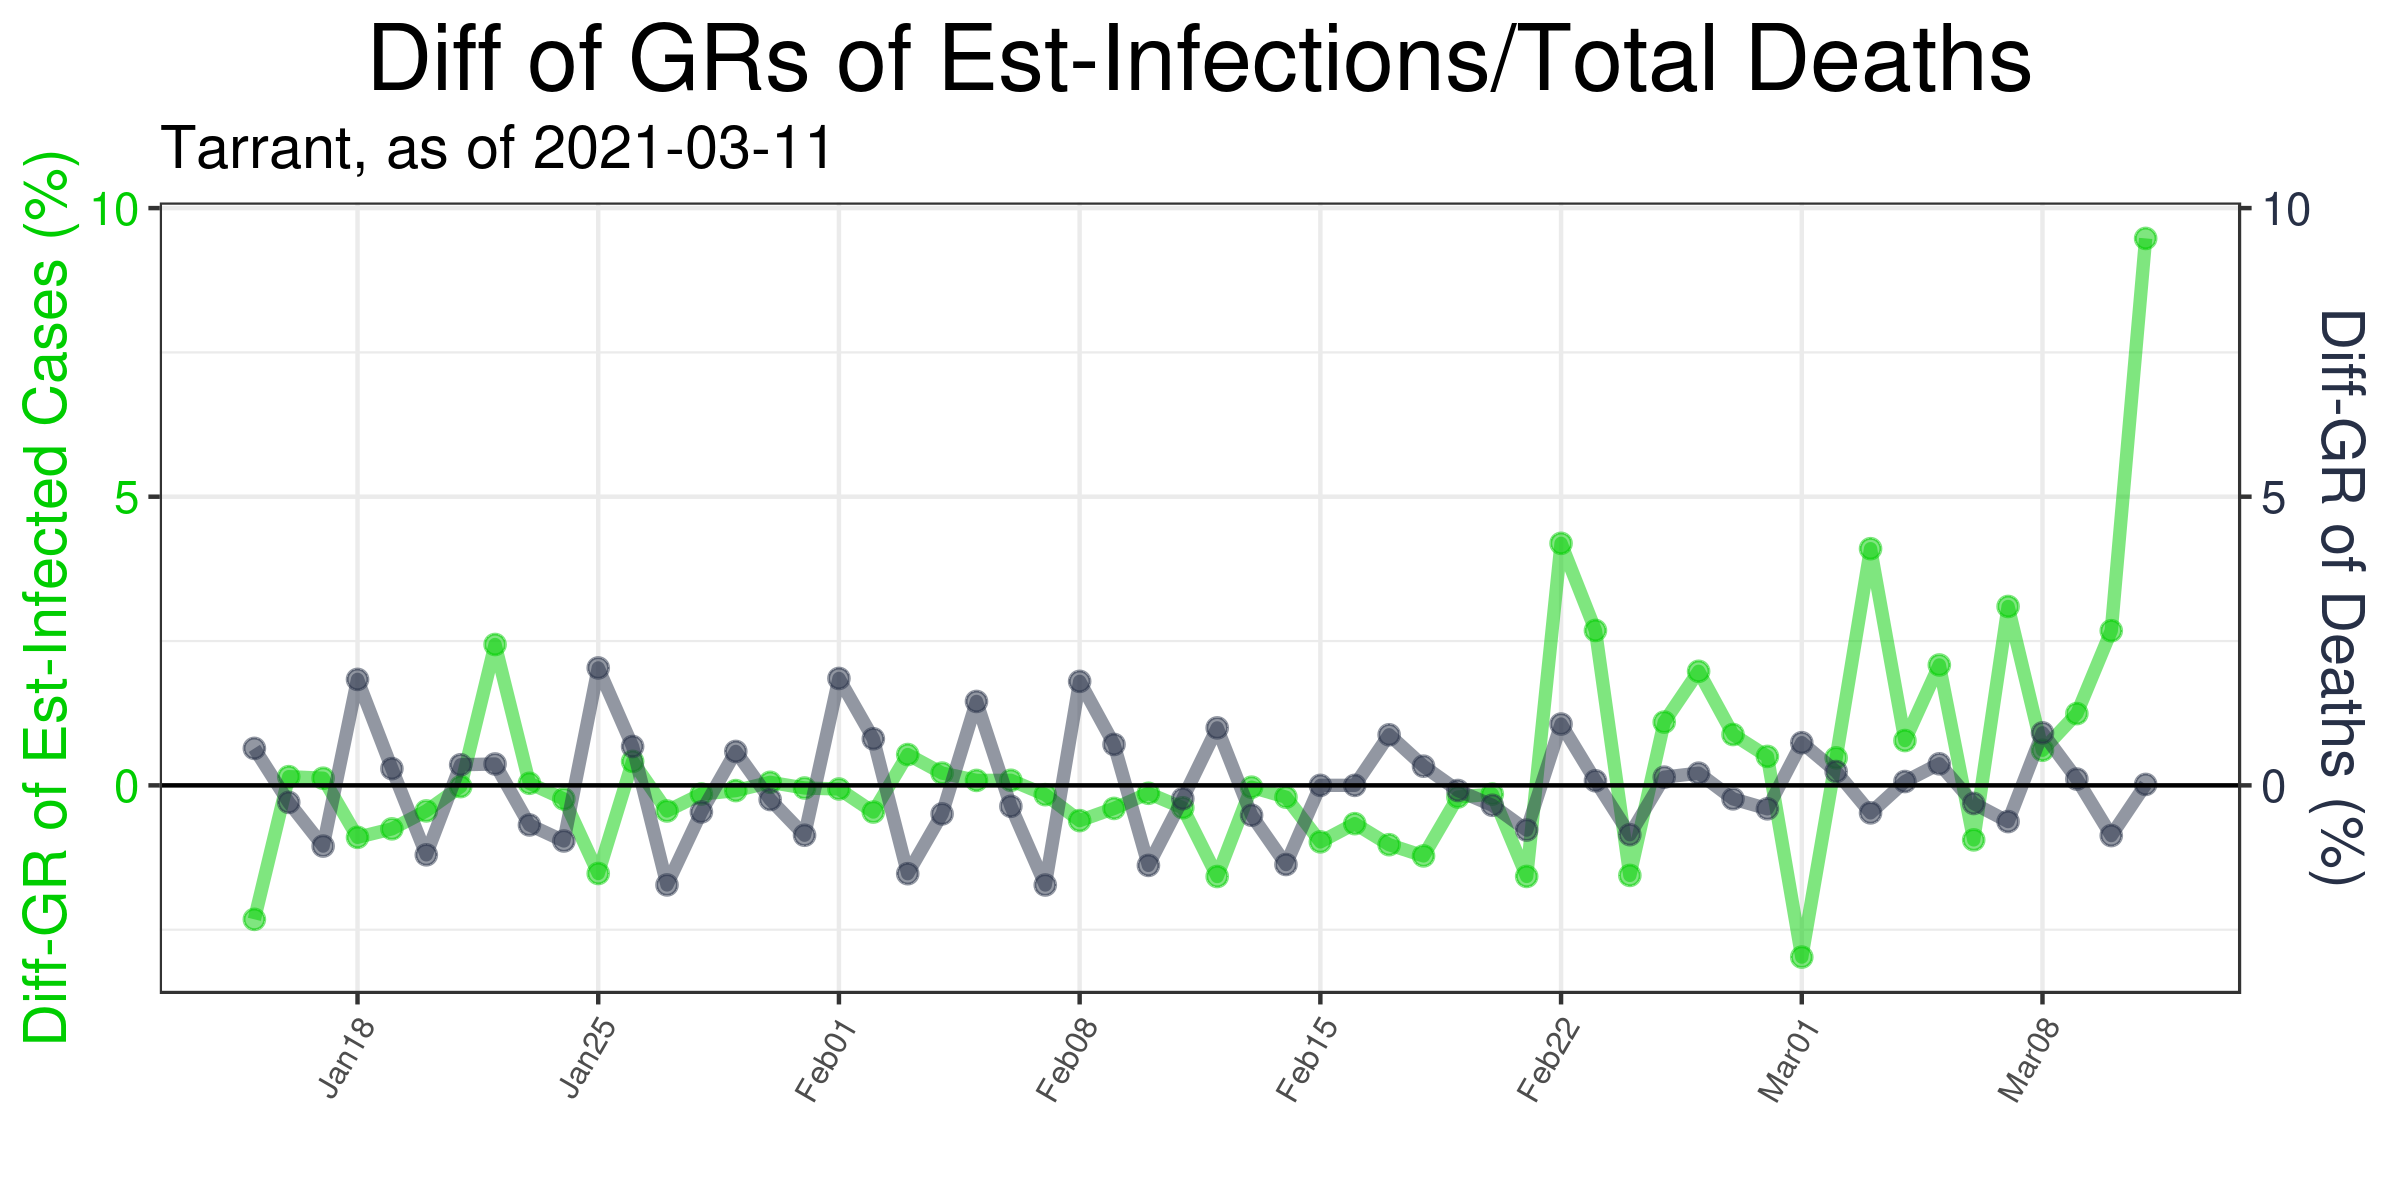 Diff of GRs of Est-Infections/Total Deaths
Tarrant, as of 2021-03-11
Diff-GR of Est-Infected Cases (%)
10
5
0
10
5
0
Diff-GR of Deaths (%)
Jan18
Jan25
Feb01
Feb08
Feb15
Feb22
Mar01
Mar08